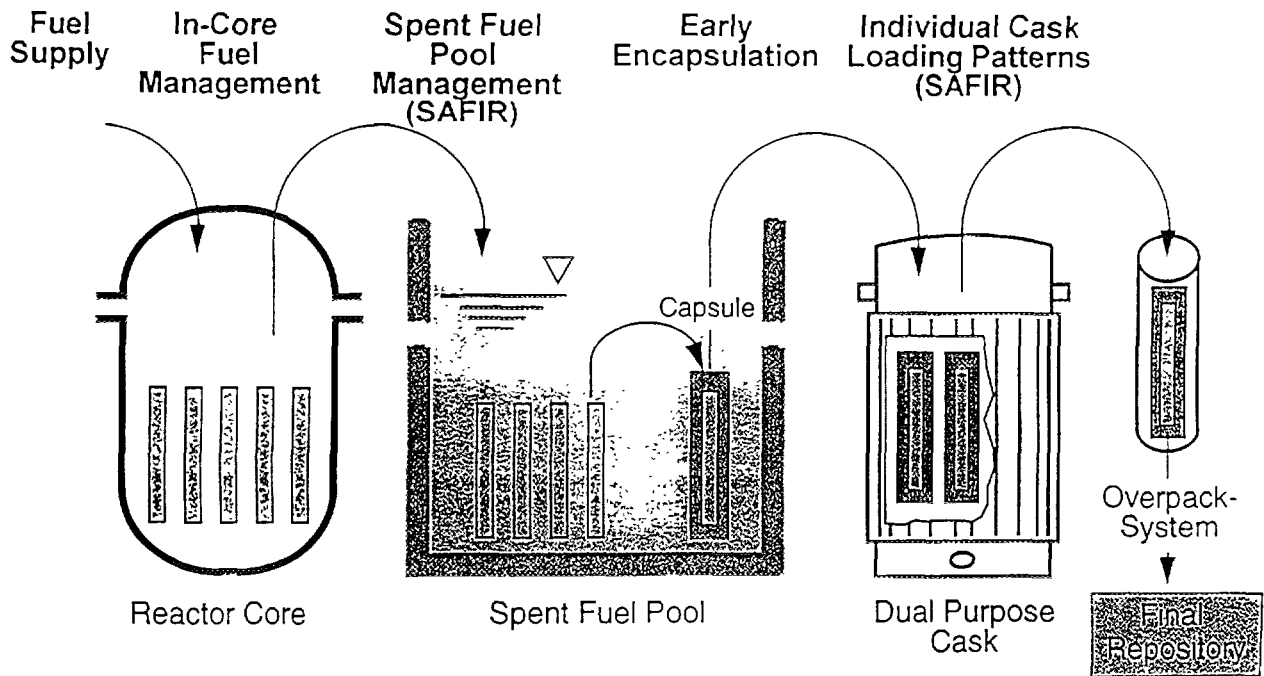 Fuel
Supply
In-Core
Fuel
Management
Spent Fuel
Pool
Management
(SAFIR)
Early
Encapsulation
Individual Cask
Loading Patterns
(SAFIR)
Capsule
Overpack-
System
Reactor Core
Spent Fuel Pool
Dual Purpose
Cask
Final
Repository